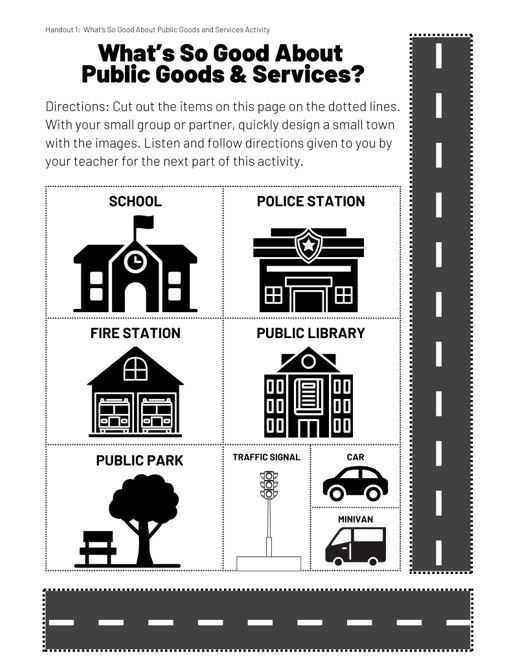 Handout 1:  What's So Good About Public Goods and Services Activity
What's So Good About
Public Goods & Services?
Directions: Cut out the items on this page on the dotted lines.
With your small group or partner, quickly design a small town
with the images. Listen and follow directions given to you by
your teacher for the next part of this activity.
SCHOOL
POLICE STATION
FIRE STATION
PUBLIC LIBRARY
PUBLIC PARK
TRAFFIC SIGNAL
CAR
MINIVAN